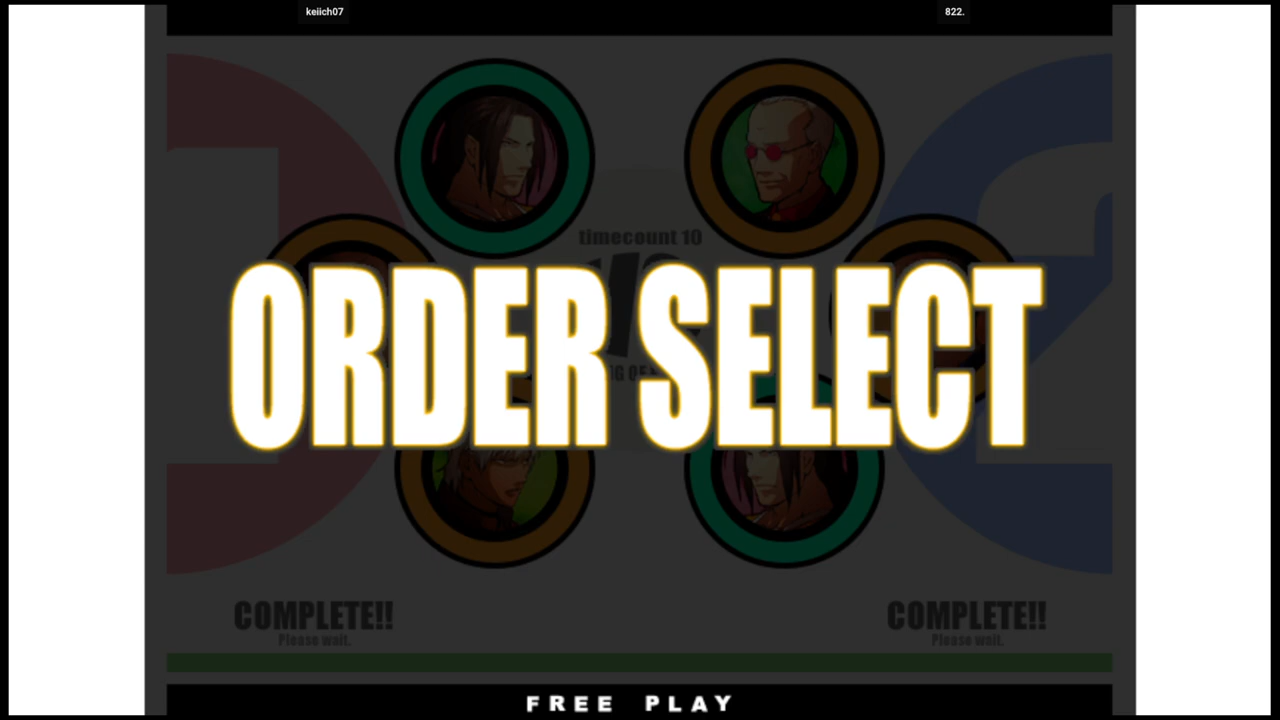 keiich07
822.
timecount 10
ORDER SELECT
COMPLETE!!
Please wait.
COMPLETE!!
Please wait.
FREE PLAY